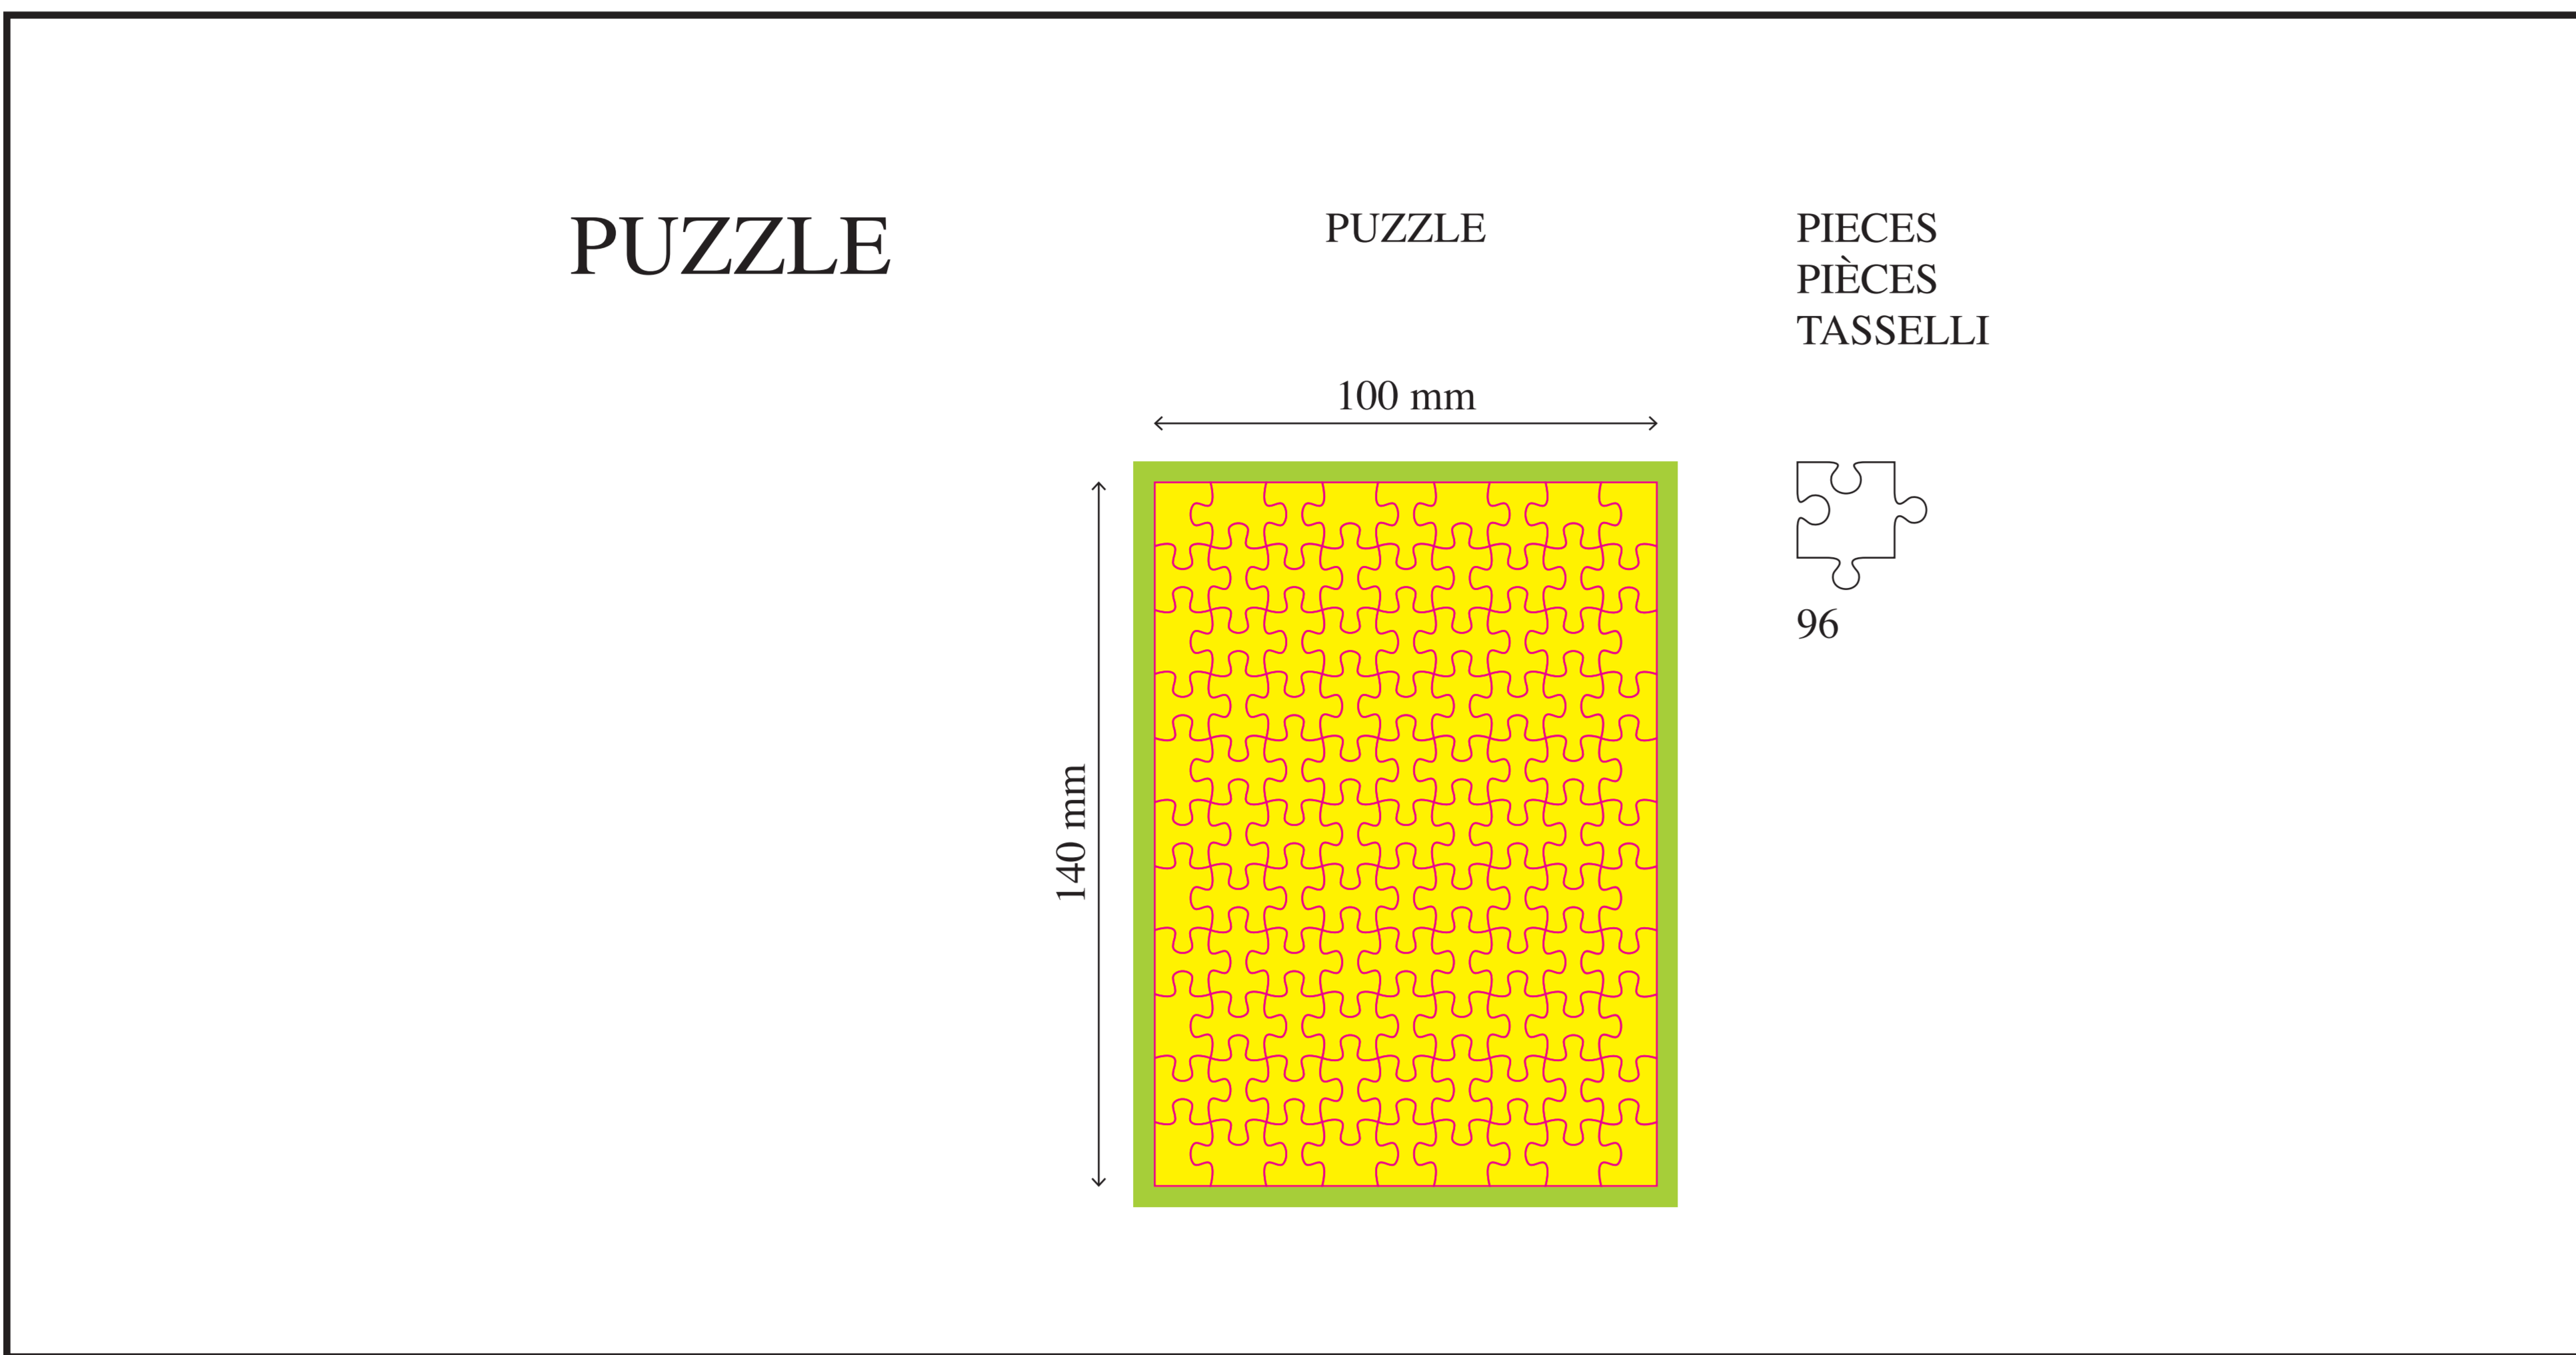 PUZZLE
PUZZLE
PIECES
PIÈCES
TASSELLI
100 mm
140 mm
96